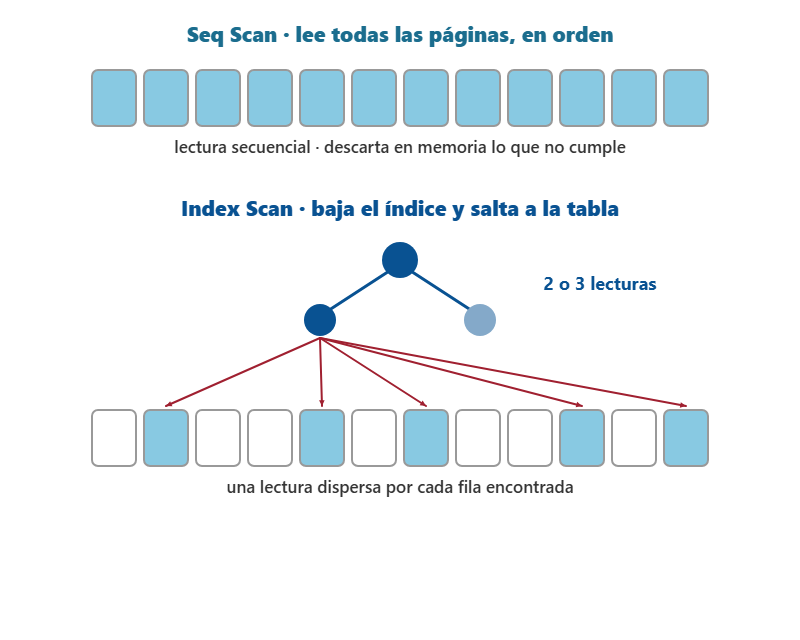 Seq Scan · lee todas las páginas, en orden
lectura secuencial · descarta en memoria lo que no cumple
Index Scan · baja el índice y salta a la tabla
2 o 3 lecturas
una lectura dispersa por cada fila encontrada